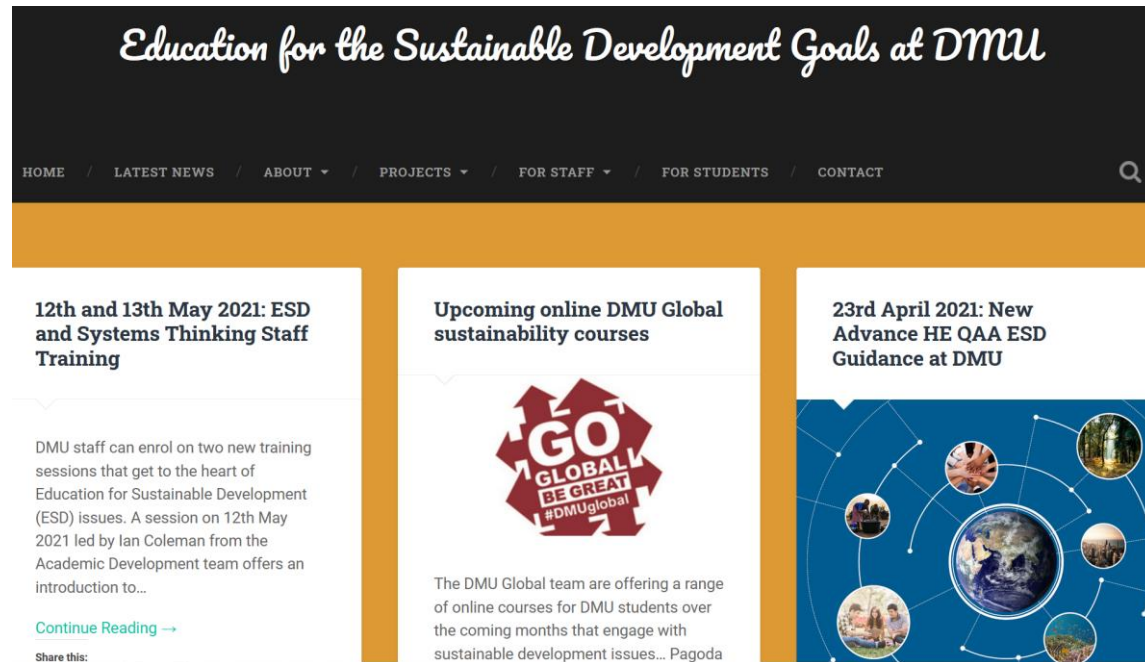 Education for the Sustainable Development Goals at DMU
HOME / LATEST NEWS / ABOUT / PROJECTS / FOR STAFF / FOR STUDENTS / CONTACT
12th and 13th May 2021: ESD
and Systems Thinking Staff
Training
DMU staff can enrol on two new training
sessions that get to the heart of
Education for Sustainable Development
(ESD) issues. A session on 12th May
2021 led by Ian Coleman from the
Academic Development team offers an
introduction to...
Continue Reading →
Share this:
Upcoming online DMU Global
sustainability courses
GO
GLOBAL
BE GREAT
#DMUglobal
The DMU Global team are offering a range
of online courses for DMU students over
the coming months that engage with
sustainable development issues... Pagoda
23rd April 2021: New
Advance HE QAA ESD
Guidance at DMU